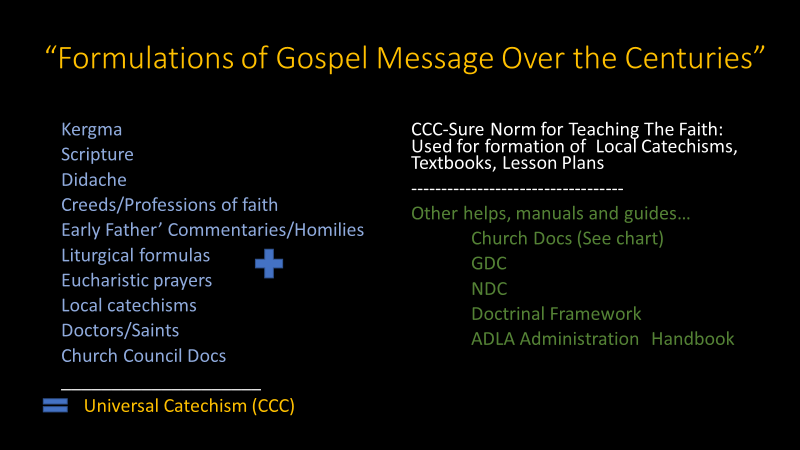 “Formulations of Gospel Message Over the Centuries”
Kergma
Scripture
Didache
Creeds/Professions of faith
Early Father’ Commentaries/Homilies
Liturgical formulas
Eucharistic prayers
Local catechisms
Doctors/Saints
Church Council Docs
_____________________
Universal Catechism (CCC)
CCC-Sure Norm for Teaching The Faith:
Used for formation of  Local Catechisms,
Textbooks, Lesson Plans
-----------------------------------
Other helps, manuals and guides…
Church Docs (See chart)
GDC
NDC
Doctrinal Framework
ADLA Administration  Handbook